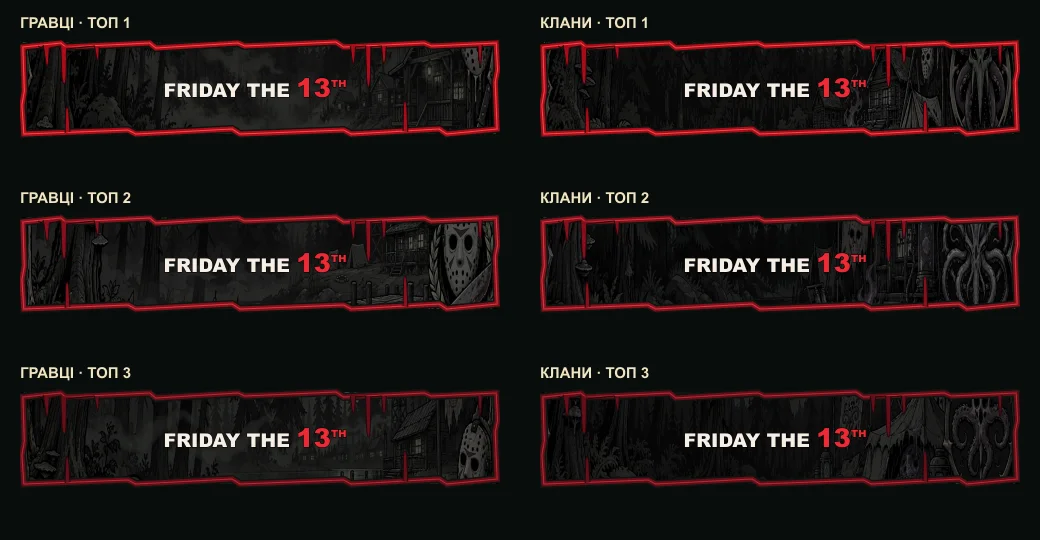 ГРАВЦІ · ТОП 1
FRIDAY THE 13TH
КЛАНИ · ТОП 1
FRIDAY THE 13TH
ГРАВЦІ · ТОП 2
FRIDAY THE 13TH
КЛАНИ · ТОП 2
FRIDAY THE 13TH
ГРАВЦІ · ТОП 3
FRIDAY THE 13TH
КЛАНИ · ТОП 3
FRIDAY THE 13TH